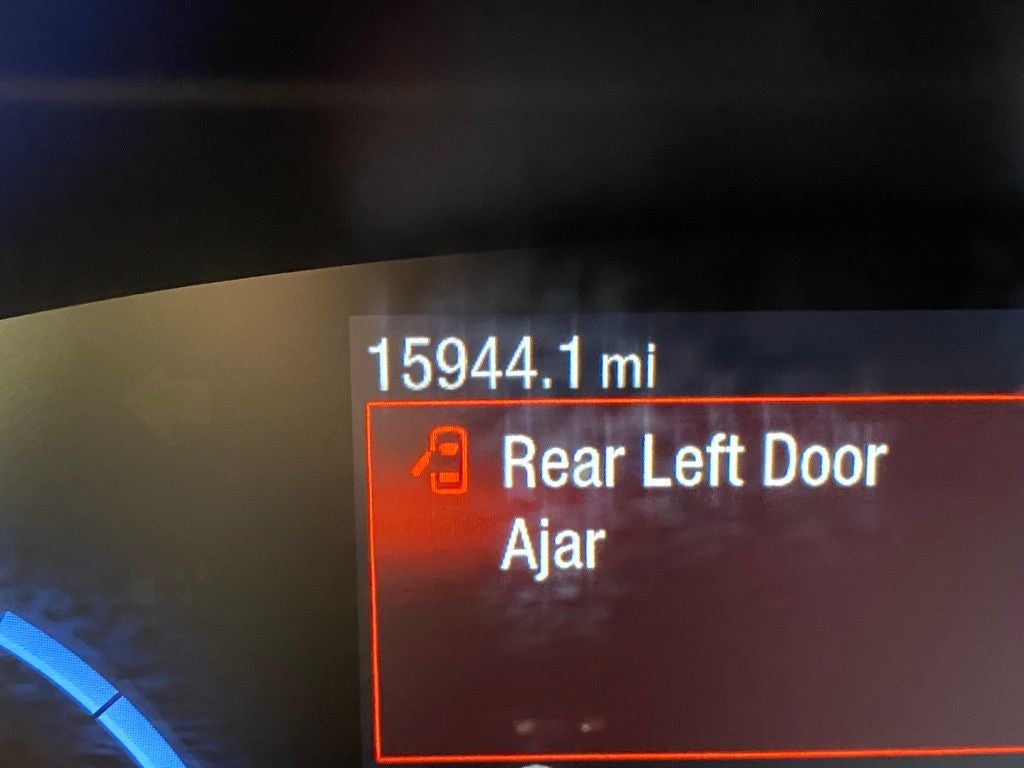 15944.1 mi
Rear Left Door
Ajar